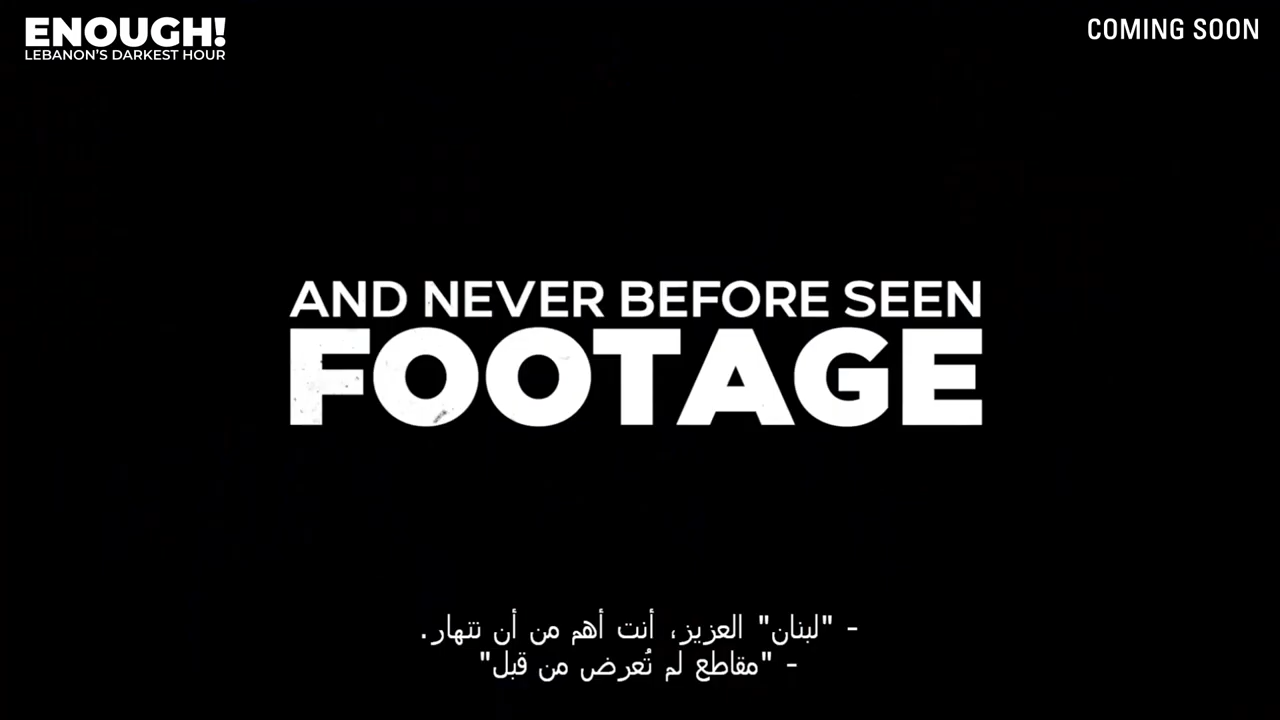 ENOUGH!
LEBANON'S DARKEST HOUR
COMING SOON
AND NEVER BEFORE SEEN
FOOTAGE
- "لبنان" العزيز، أنت أهم من أن تنهار.
- "مقاطع لم تُعرض من قبل"